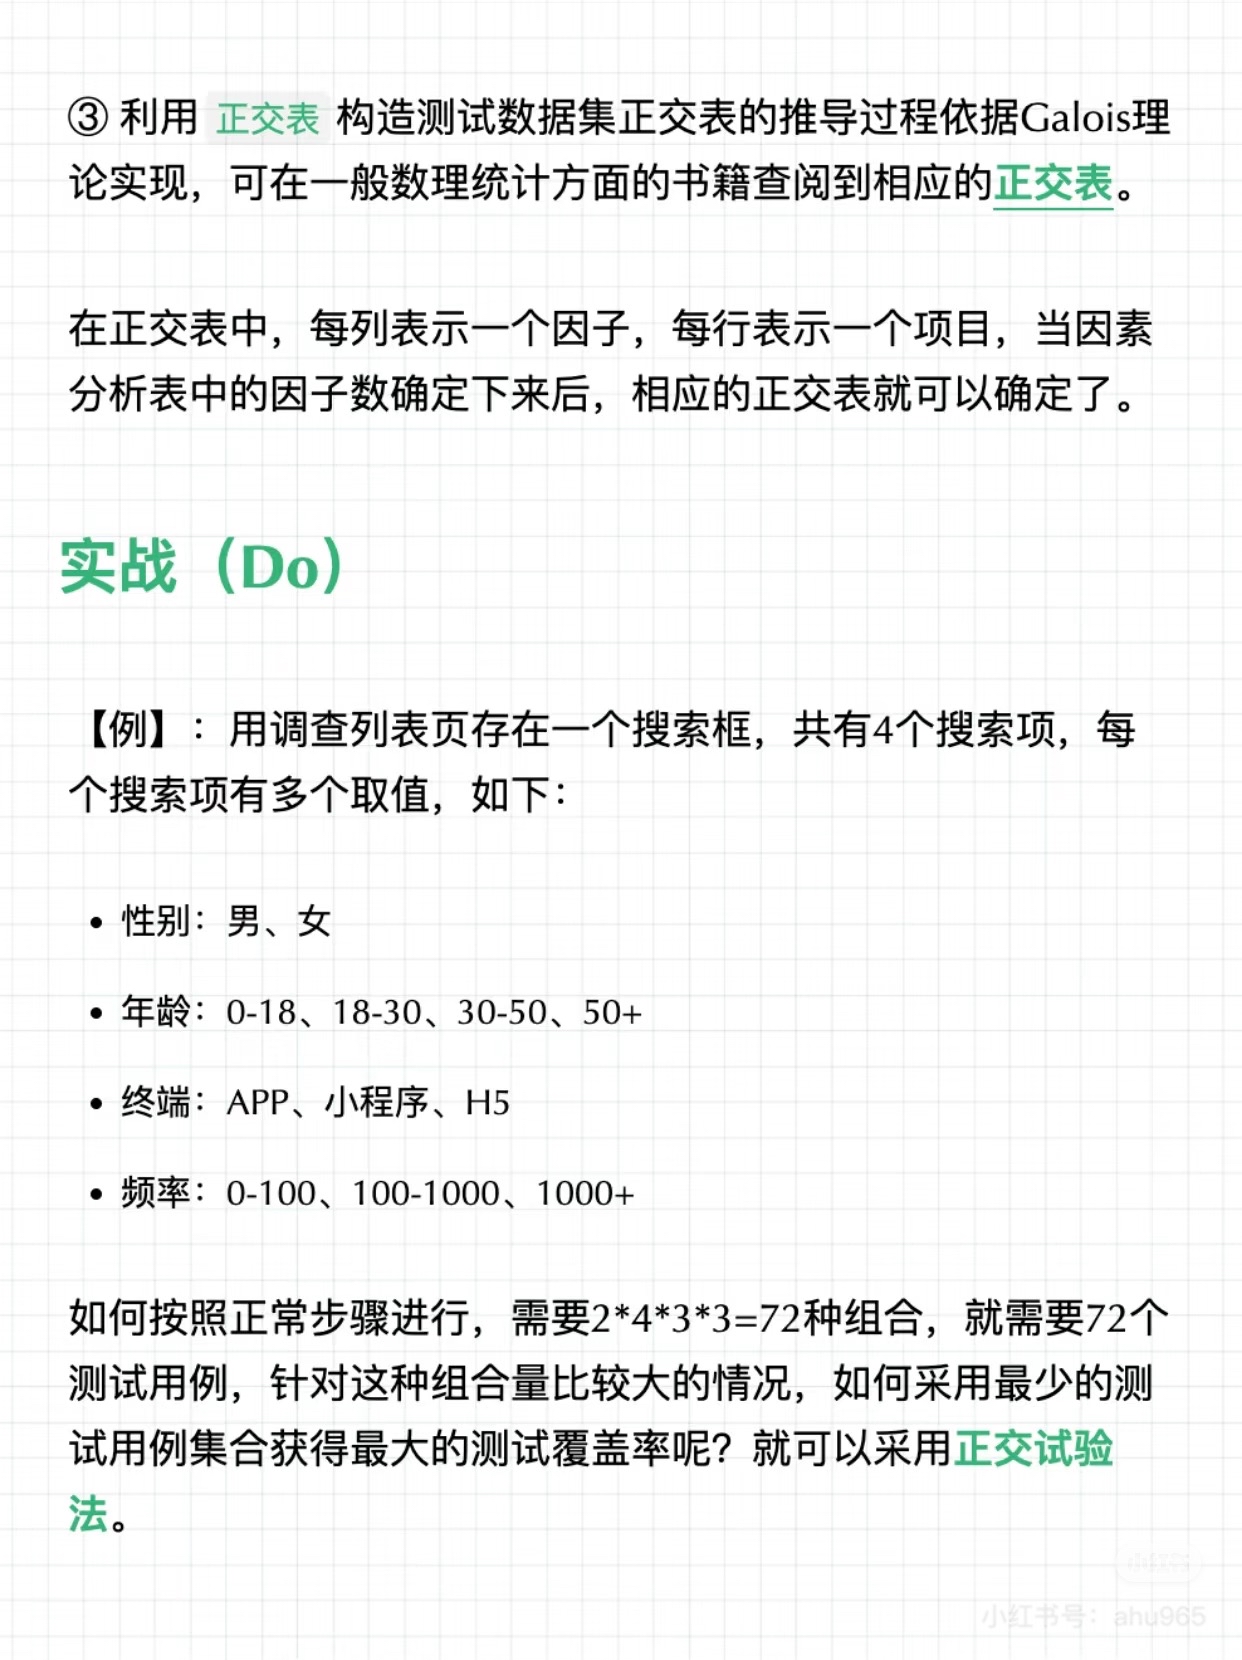 ③ 利用 正交表 构造测试数据集正交表的推导过程依据Galois理
论实现，可在一般数理统计方面的书籍查阅到相应的正交表。
在正交表中，每列表示一个因子，每行表示一个项目，当因素
分析表中的因子数确定下来后，相应的正交表就可以确定了。
实战（Do）
【例】：用调查列表页存在一个搜索框，共有4个搜索项，每
个搜索项有多个取值，如下：
• 性别：男、女
• 年龄：0-18、18-30、30-50、50+
• 终端：APP、小程序、H5
• 频率：0-100、100-1000、1000+
如何按照正常步骤进行，需要2*4*3*3=72种组合，就需要72个
测试用例，针对这种组合量比较大的情况，如何采用最少的测
试用例集合获得最大的测试覆盖率呢？就可以采用正交试验
法。
小红书
小红书号：ahu965